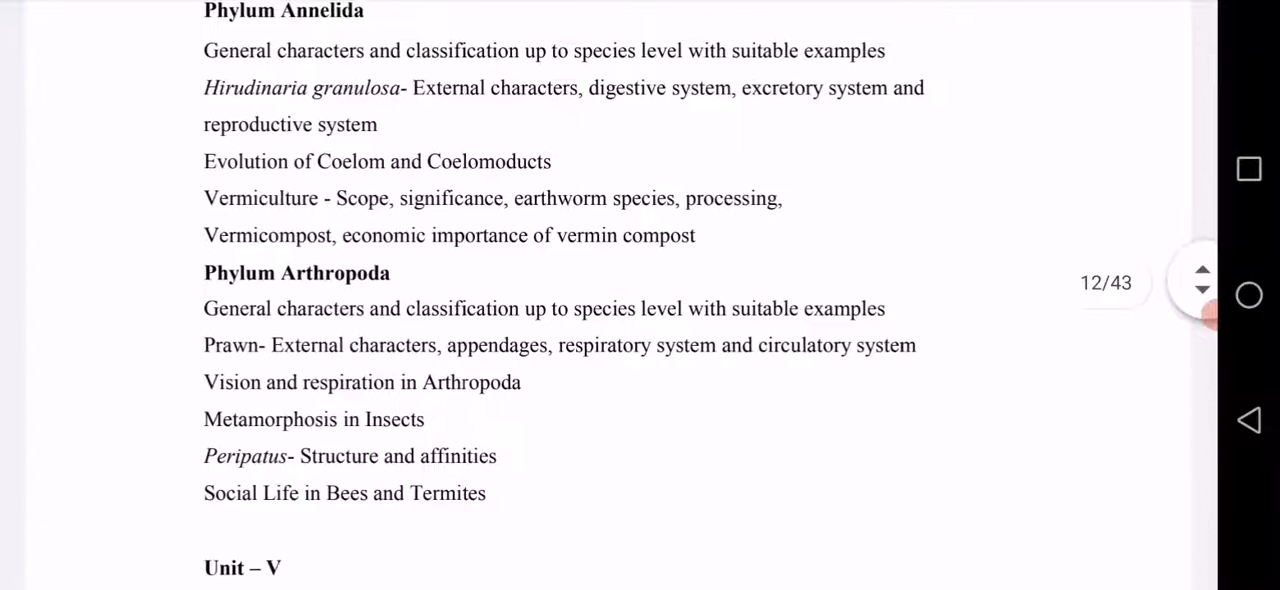 Phylum Annelida
General characters and classification up to species level with suitable examples
Hirudinaria granulosa- External characters, digestive system, excretory system and
reproductive system
Evolution of Coelom and Coelomoducts
Vermiculture - Scope, significance, earthworm species, processing,
Vermicompost, economic importance of vermin compost
Phylum Arthropoda
12/43
General characters and classification up to species level with suitable examples
Prawn- External characters, appendages, respiratory system and circulatory system
Vision and respiration in Arthropoda
Metamorphosis in Insects
Peripatus- Structure and affinities
Social Life in Bees and Termites
Unit – V